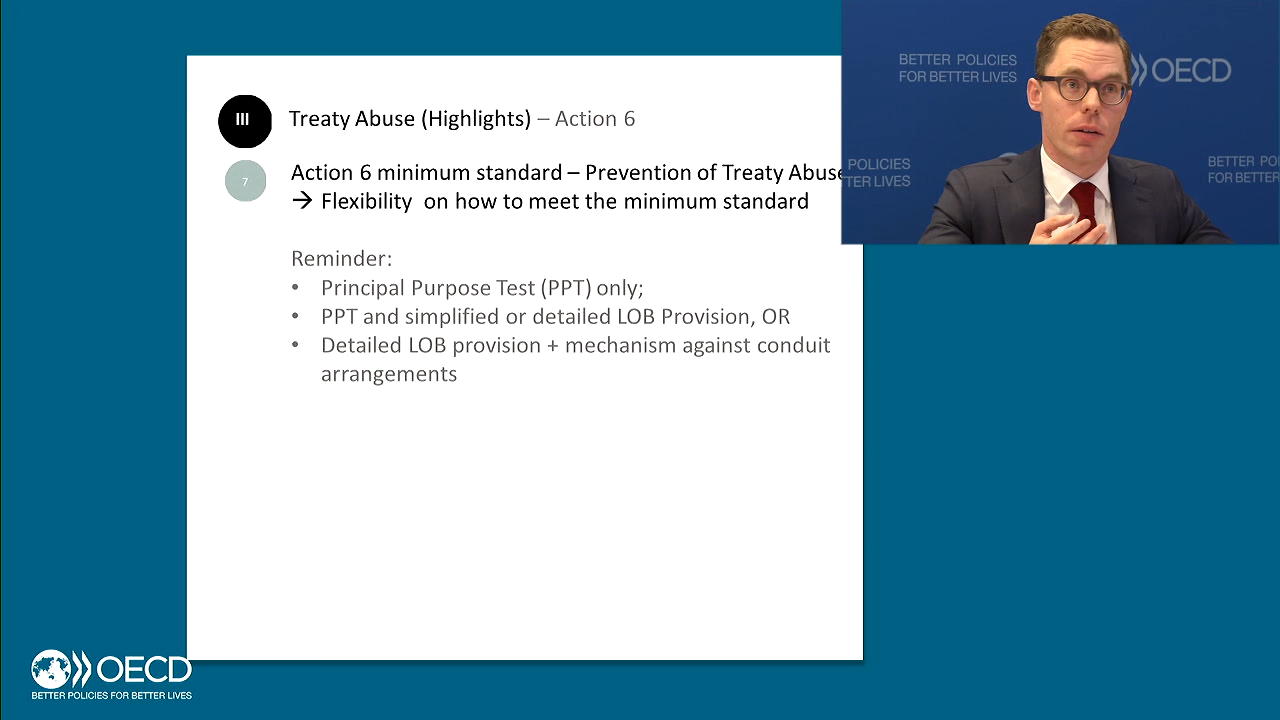 III
Treaty Abuse (Highlights) – Action 6
7
Action 6 minimum standard – Prevention of Treaty Abuse
→ Flexibility on how to meet the minimum standard
Reminder:
• Principal Purpose Test (PPT) only;
• PPT and simplified or detailed LOB Provision, OR
• Detailed LOB provision + mechanism against conduit
arrangements
BETTER POLICIES
FOR BETTER LIVES
OECD
POLICIES
TER LIVES
BETTER PO
FOR BETTER
OECD
BETTER POLICIES FOR BETTER LIVES